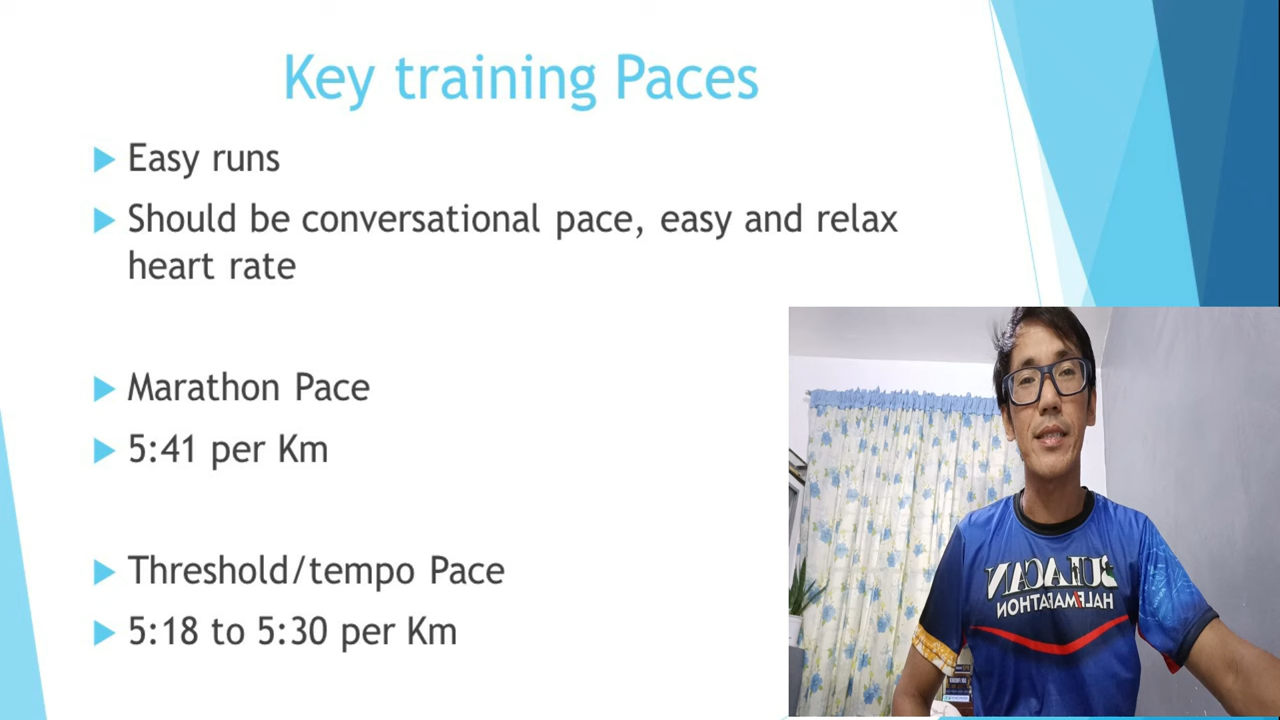 Key training Paces
Easy runs
Should be conversational pace, easy and relax
heart rate
Marathon Pace
5:41 per Km
Threshold/tempo Pace
5:18 to 5:30 per Km
BULACAN
HALF MARATHON